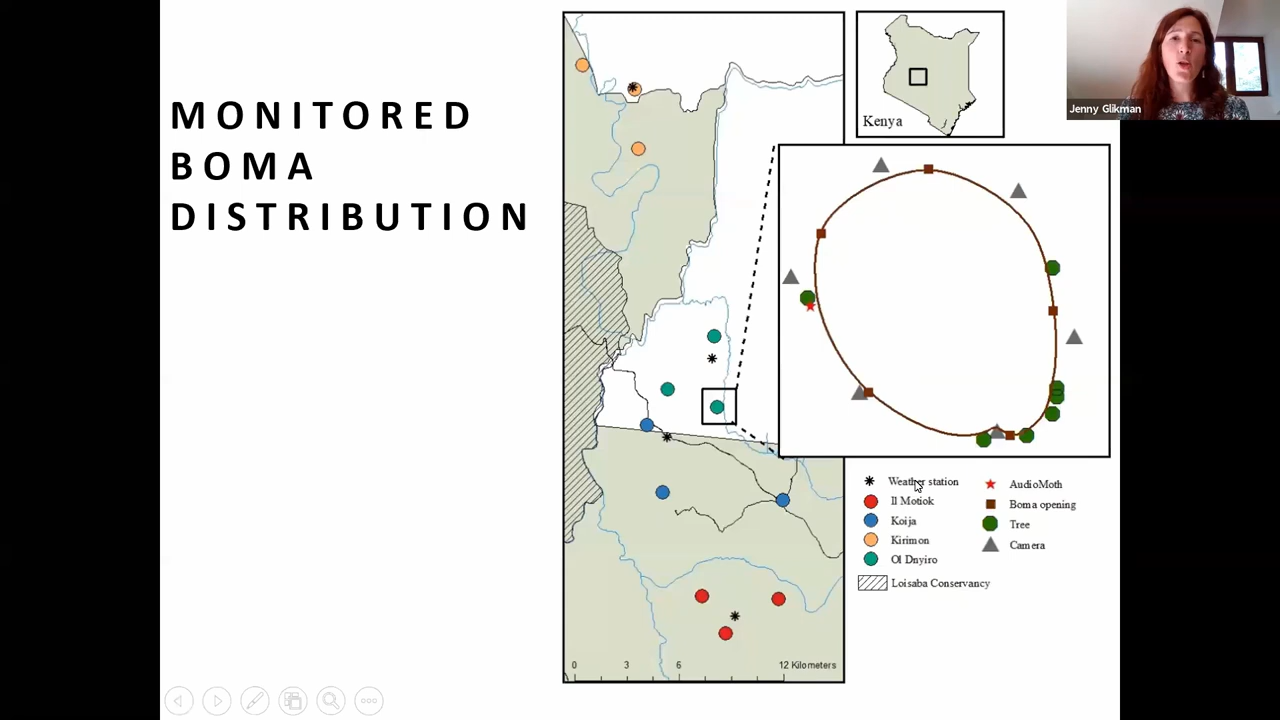 MONITORED
BOMA
DISTRIBUTION
Kenya
Jenny Glikman
Weather station
Il Motiok
Koija
Kirimon
Ol Dnyiro
Loisaba Conservancy
AudioMoth
Boma opening
Tree
Camera
0 3 6 12 Kilometers